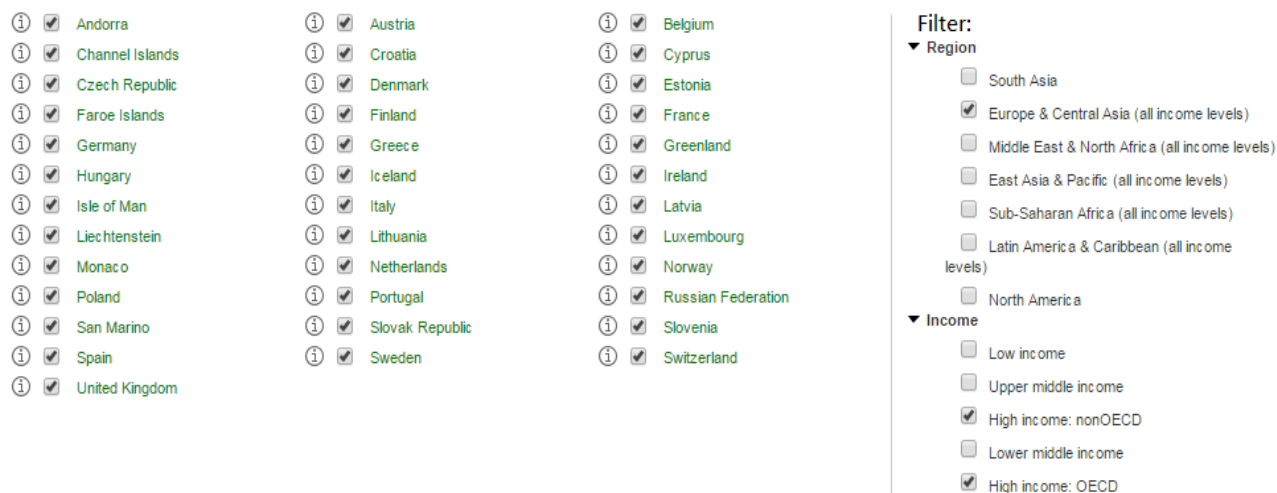 Andorra Austria Belgium
Channel Islands Croatia Cyprus
Czech Republic Denmark Estonia
Faroe Islands Finland France
Germany Greece Greenland
Hungary Iceland Ireland
Isle of Man Italy Latvia
Liechtenstein Lithuania Luxembourg
Monaco Netherlands Norway
Poland Portugal Russian Federation
San Marino Slovak Republic Slovenia
Spain Sweden Switzerland
United Kingdom
Filter:
Region
South Asia
Europe & Central Asia (all income levels)
Middle East & North Africa (all income levels)
East Asia & Pacific (all income levels)
Sub-Saharan Africa (all income levels)
Latin America & Caribbean (all income
levels)
North America
Income
Low income
Upper middle income
High income: nonOECD
Lower middle income
High income: OECD